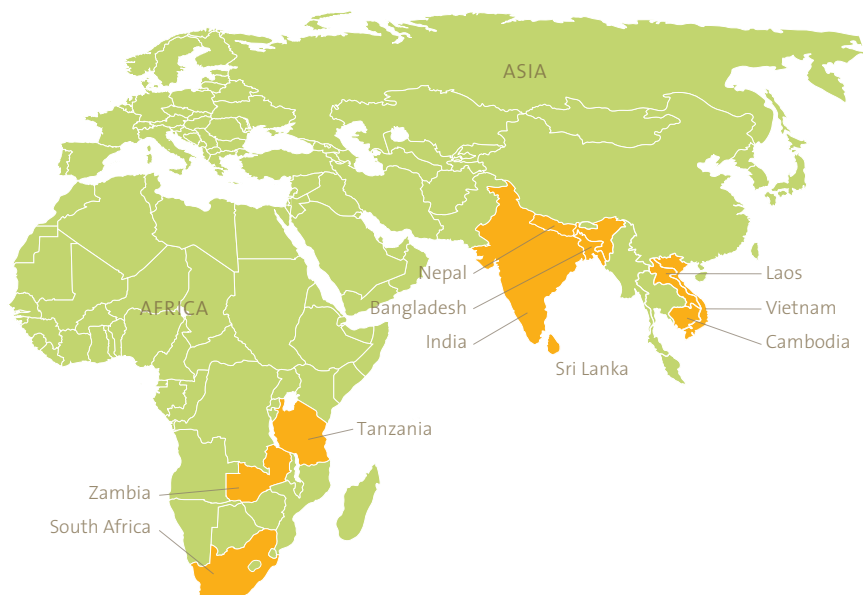 ASIA
Nepal
Laos
Bangladesh
AFRICA
Vietnam
India
Cambodia
Sri Lanka
Tanzania
Zambia
South Africa